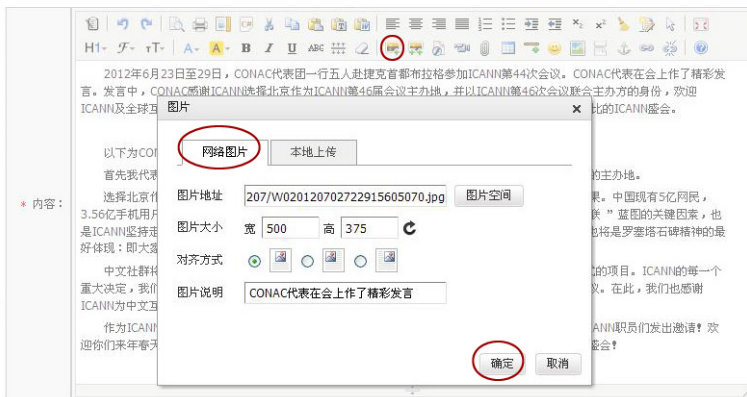 H1- F- тT- A- A- B I U ABC
2012年6月23日至29日，CONAC代表团一行五人赴捷克首都布拉格参加ICANN第44次会议。CONAC代表在会上作了精彩发
言。发言中，CONAC感谢ICANN选择北京作为ICANN第46届会议主办地，并以ICANN第46次会议联合主办方的身份，欢迎
ICANN及全球互 图片 × 比的ICANN盛会。
以下为CON 网络图片 本地上传
首先我代表 的主办地。
选择北京作 图片地址 207/W020120702722915605070.jpg 图片空间 果。中国现有5亿网民，
* 内容：
3.56亿手机用户 ” 蓝图的关键因素，也
是ICANN坚持走 图片大小 宽 500 高 375 也将是罗塞塔石碑精神的最
好体现：即大家
对齐方式
中文社群将 的项目。ICANN的每一个
重大决定，我们 图片说明 CONAC代表在会上作了精彩发言 议。在此，我们也感谢
ICANN为中文互
作为ICANN ANN职员们发出邀请！欢
迎你们来年春天 确定 取消 盛会！